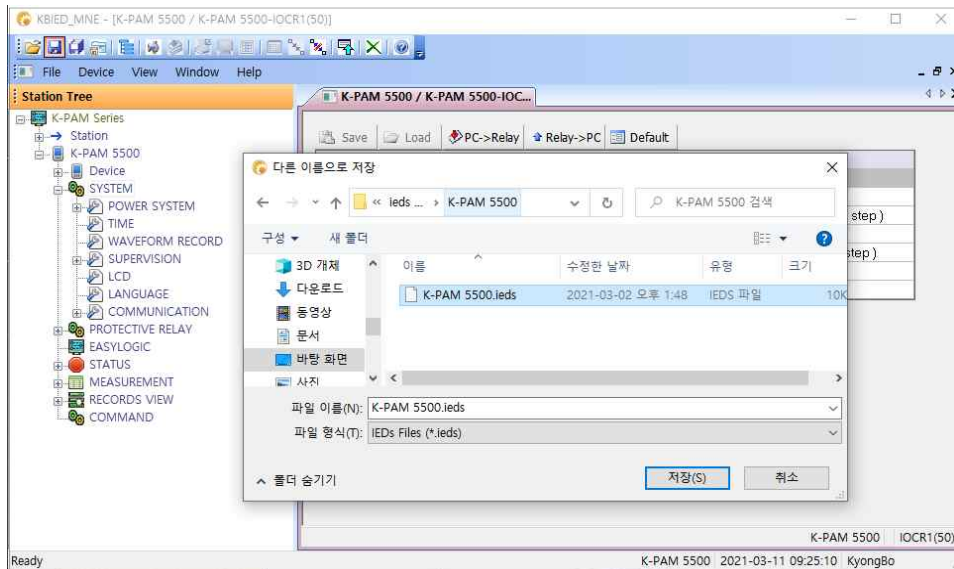 KBIED_MNE - [K-PAM 5500 / K-PAM 5500-IOCR1(50)]
File Device View Window Help
Station Tree
K-PAM 5500 / K-PAM 5500-IOC...
K-PAM Series
Station
K-PAM 5500
Device
SYSTEM
POWER SYSTEM
TIME
WAVEFORM RECORD
SUPERVISION
LCD
LANGUAGE
COMMUNICATION
PROTECTIVE RELAY
EASYLOGIC
STATUS
MEASUREMENT
RECORDS VIEW
COMMAND
Save Load PC->Relay Relay->PC Default
step )
step )
다른 이름으로 저장
« ieds ... › K-PAM 5500
K-PAM 5500 검색
구성 새 폴더
3D 개체
다운로드
동영상
문서
바탕 화면
사진
이름 수정한 날짜 유형 크기
K-PAM 5500.ieds 2021-03-02 오후 1:48 IEDS 파일 10K
파일 이름(N): K-PAM 5500.ieds
파일 형식(T): IEDs Files (*.ieds)
폴더 숨기기
저장(S) 취소
K-PAM 5500 IOCR1(50)
Ready K-PAM 5500 2021-03-11 09:25:10 KyongBo